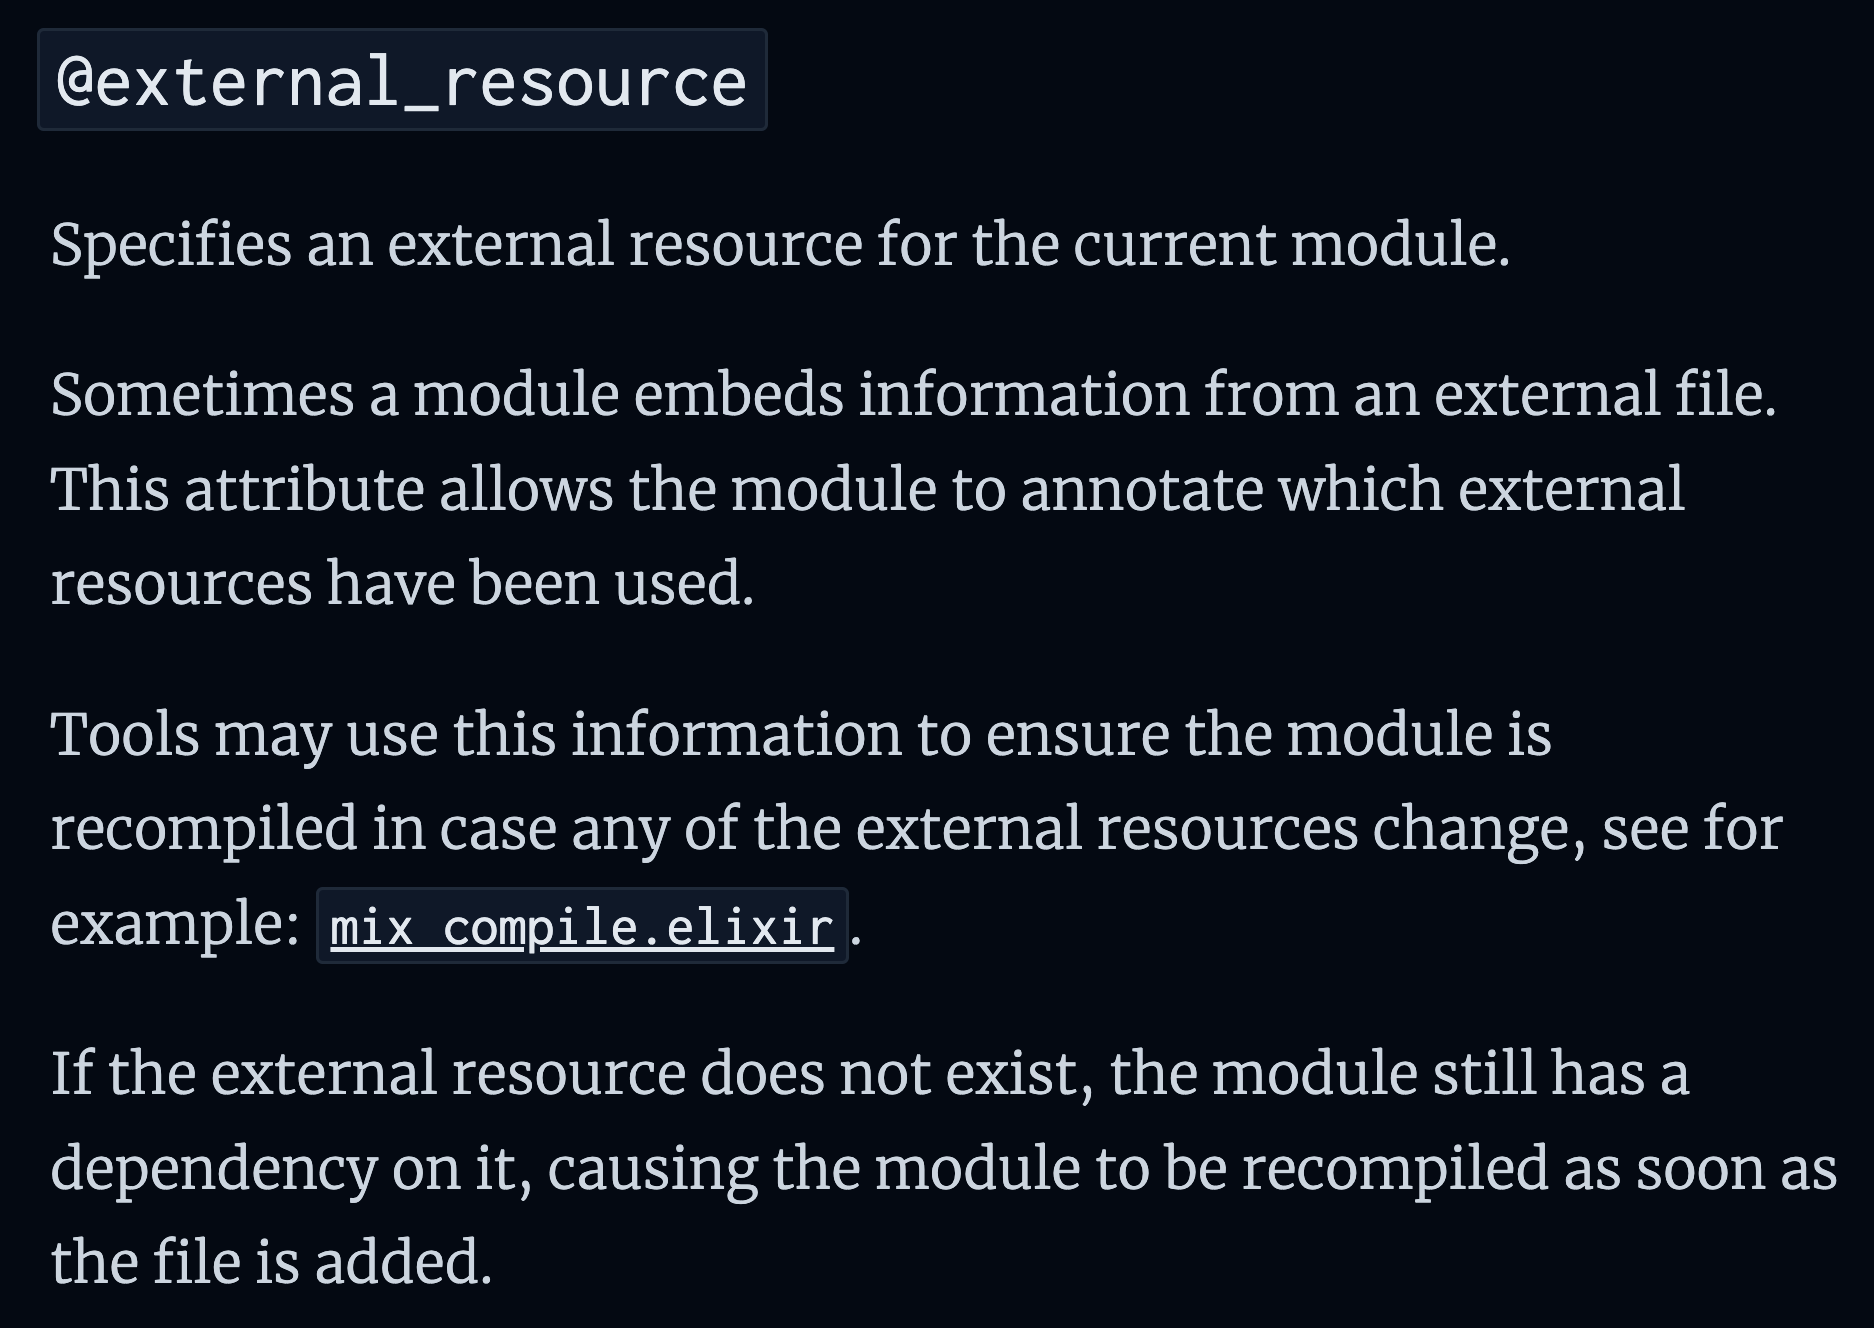 @external_resource
Specifies an external resource for the current module.
Sometimes a module embeds information from an external file.
This attribute allows the module to annotate which external
resources have been used.
Tools may use this information to ensure the module is
recompiled in case any of the external resources change, see for
example: mix compile.elixir.
If the external resource does not exist, the module still has a
dependency on it, causing the module to be recompiled as soon as
the file is added.